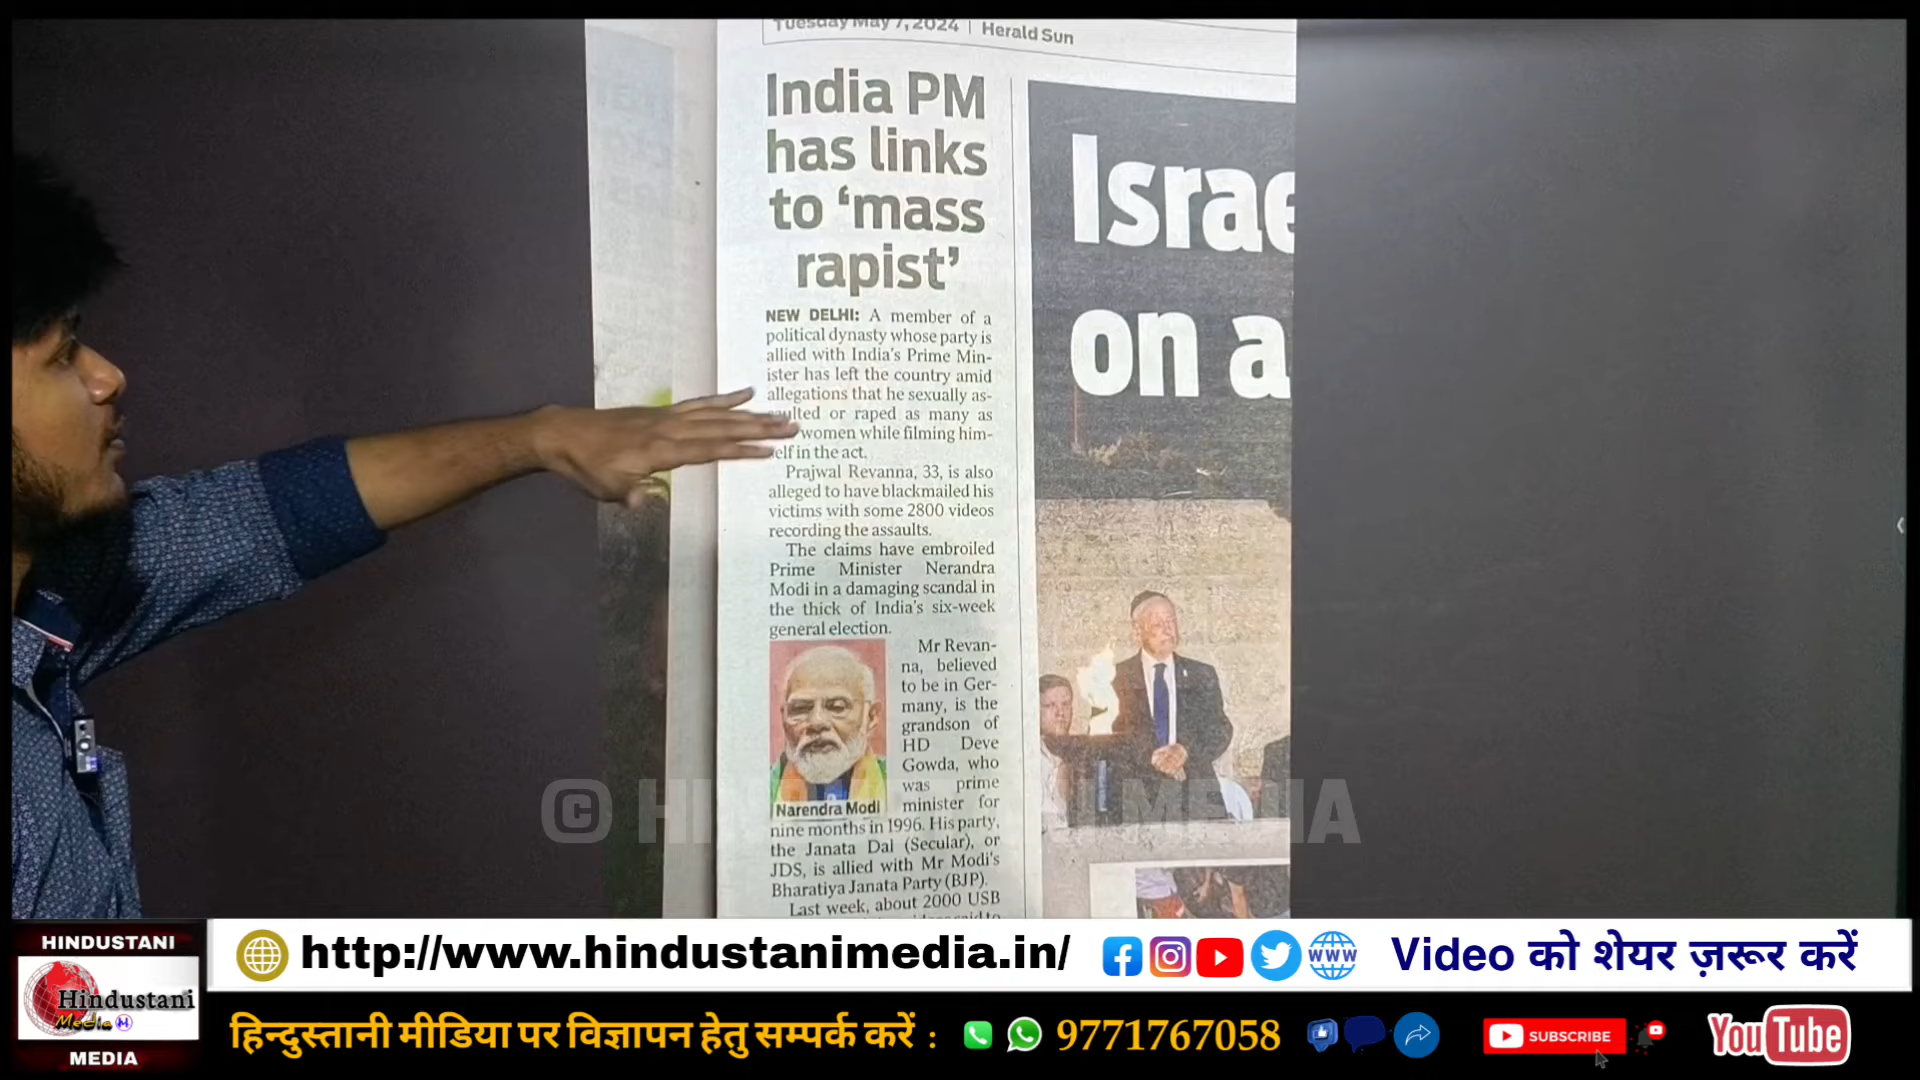 Tuesday May 7, 2024 | Herald Sun
India PM
has links
to ‘mass
rapist’
NEW DELHI: A member of a
political dynasty whose party is
allied with India's Prime Min-
ister has left the country amid
allegations that he sexually as-
saulted or raped as many as
women while filming him-
self in the act.
Prajwal Revanna, 33, is also
alleged to have blackmailed his
victims with some 2800 videos
recording the assaults.
The claims have embroiled
Prime Minister Nerandra
Modi in a damaging scandal in
the thick of India's six-week
general election.
Mr Revan-
na, believed
to be in Ger-
many, is the
grandson of
HD Deve
Gowda, who
was prime
minister for
Narendra Modi
nine months in 1996. His party,
the Janata Dal (Secular), or
JDS, is allied with Mr Modi's
Bharatiya Janata Party (BJP).
Last week, about 2000 USB
said to
Israe
on a
© HINDUSTANI MEDIA
HINDUSTANI
Hindustani
Media M
MEDIA
http://www.hindustanimedia.in/
WWW
Video को शेयर ज़रूर करें
हिन्दुस्तानी मीडिया पर विज्ञापन हेतु सम्पर्क करें :
9771767058
SUBSCRIBE
YouTube